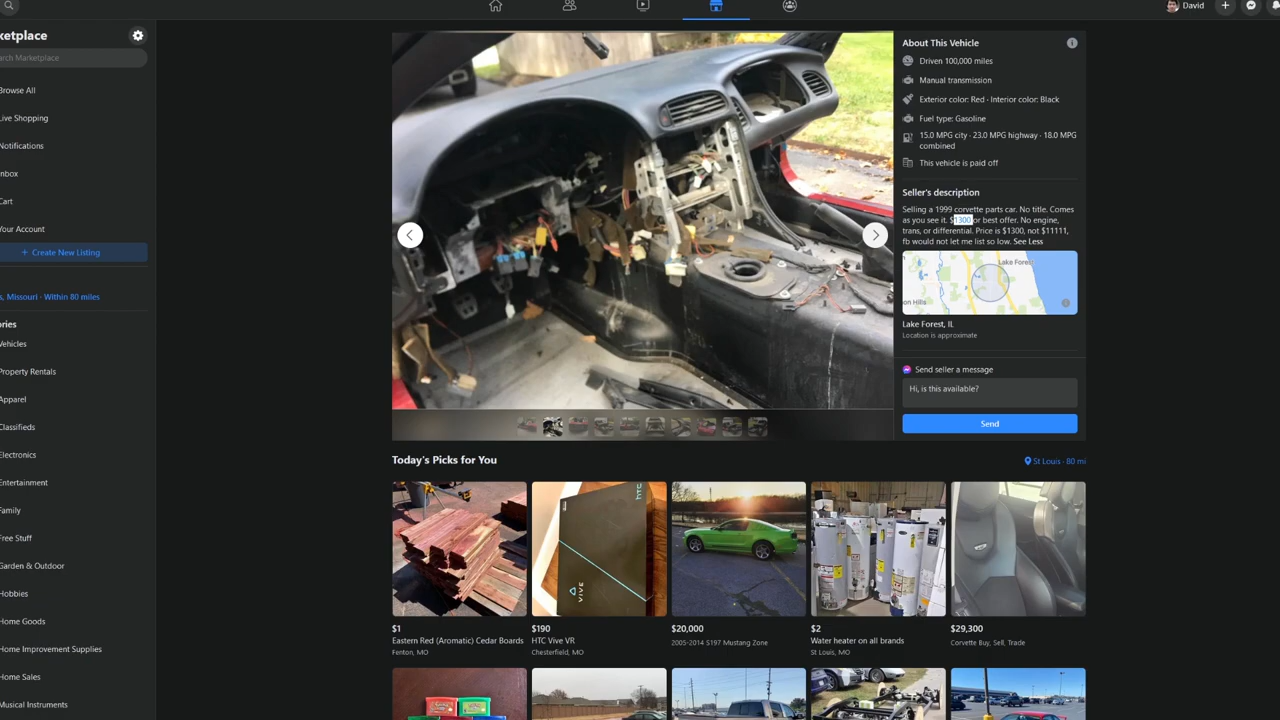 David
ketplace
arch Marketplace
Browse All
Live Shopping
Notifications
nbox
Cart
Your Account
+ Create New Listing
s, Missouri · Within 80 miles
ories
Vehicles
Property Rentals
Apparel
Classifieds
Electronics
Entertainment
Family
Free Stuff
Garden & Outdoor
Hobbies
Home Goods
Home Improvement Supplies
Home Sales
Musical Instruments
About This Vehicle
Driven 100,000 miles
Manual transmission
Exterior color: Red · Interior color: Black
Fuel type: Gasoline
15.0 MPG city · 23.0 MPG highway · 18.0 MPG
combined
This vehicle is paid off
Seller's description
Selling a 1999 corvette parts car. No title. Comes
as you see it. $1300 or best offer. No engine,
trans, or differential. Price is $1300, not $11111,
fb would not let me list so low. See Less
Lake Forest
on Hills
Lake Forest, IL
Location is approximate
Send seller a message
Hi, is this available?
Send
Today's Picks for You
St Louis · 80 mi
hTC
VIVE
$1
Eastern Red (Aromatic) Cedar Boards
Fenton, MO
$190
HTC Vive VR
Chesterfield, MO
$20,000
2005-2014 S197 Mustang Zone
$2
Water heater on all brands
St Louis, MO
$29,300
Corvette Buy, Sell, Trade